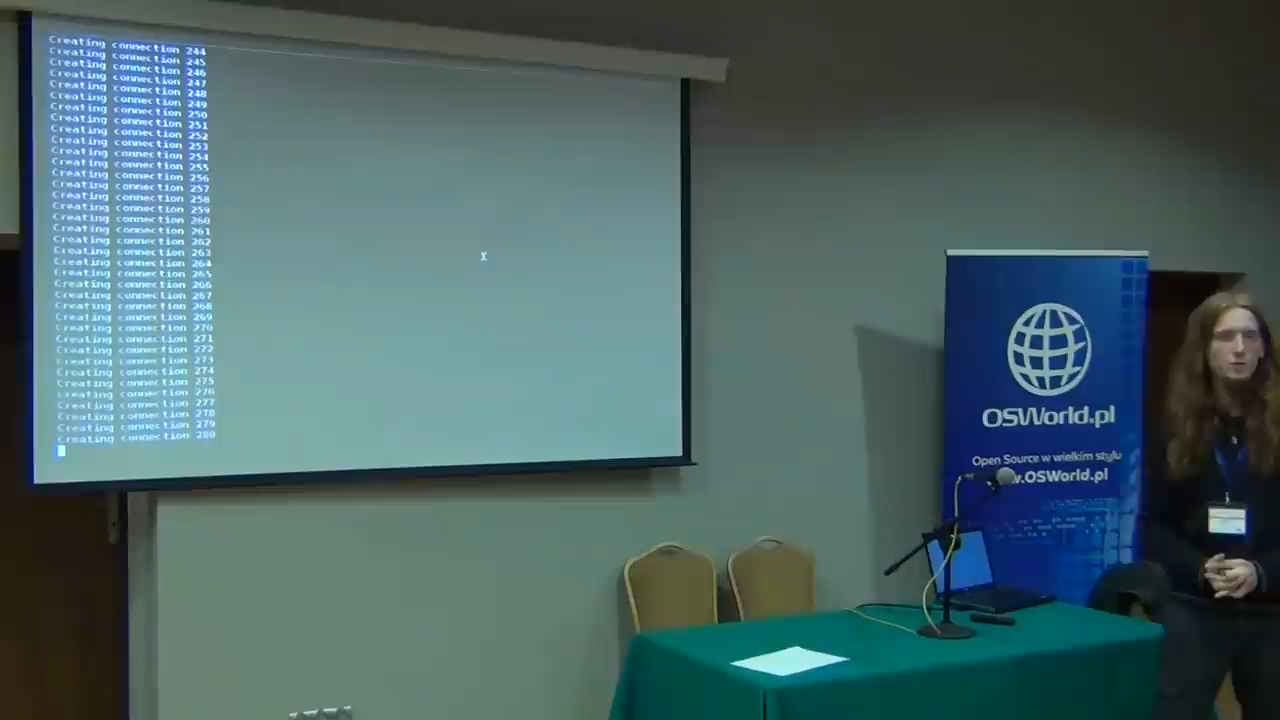 Creating connection 244
Creating connection 245
Creating connection 246
Creating connection 247
Creating connection 248
Creating connection 249
Creating connection 250
Creating connection 251
Creating connection 252
Creating connection 253
Creating connection 254
Creating connection 255
Creating connection 256
Creating connection 257
Creating connection 258
Creating connection 259
Creating connection 260
Creating connection 261
Creating connection 262
Creating connection 263
Creating connection 264
Creating connection 265
Creating connection 266
Creating connection 267
Creating connection 268
Creating connection 269
Creating connection 270
Creating connection 271
Creating connection 272
Creating connection 273
Creating connection 274
Creating connection 275
Creating connection 276
Creating connection 277
Creating connection 278
Creating connection 279
Creating connection 280
OSWorld.pl
Open Source w wielkim stylu
w.OSWorld.pl